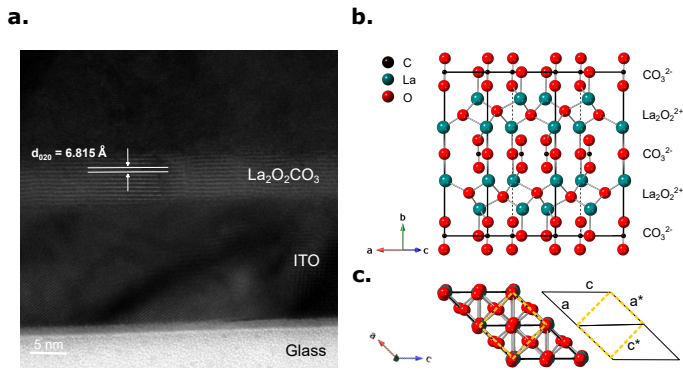 a.
d₀₂₀ = 6.815 Å
La₂O₂CO₃
ITO
5 nm
Glass
b.
C
La
O
CO₃²⁻
La₂O₂²⁺
CO₃²⁻
La₂O₂²⁺
CO₃²⁻
b
a
c
c.
a
c
c
a
a*
c*